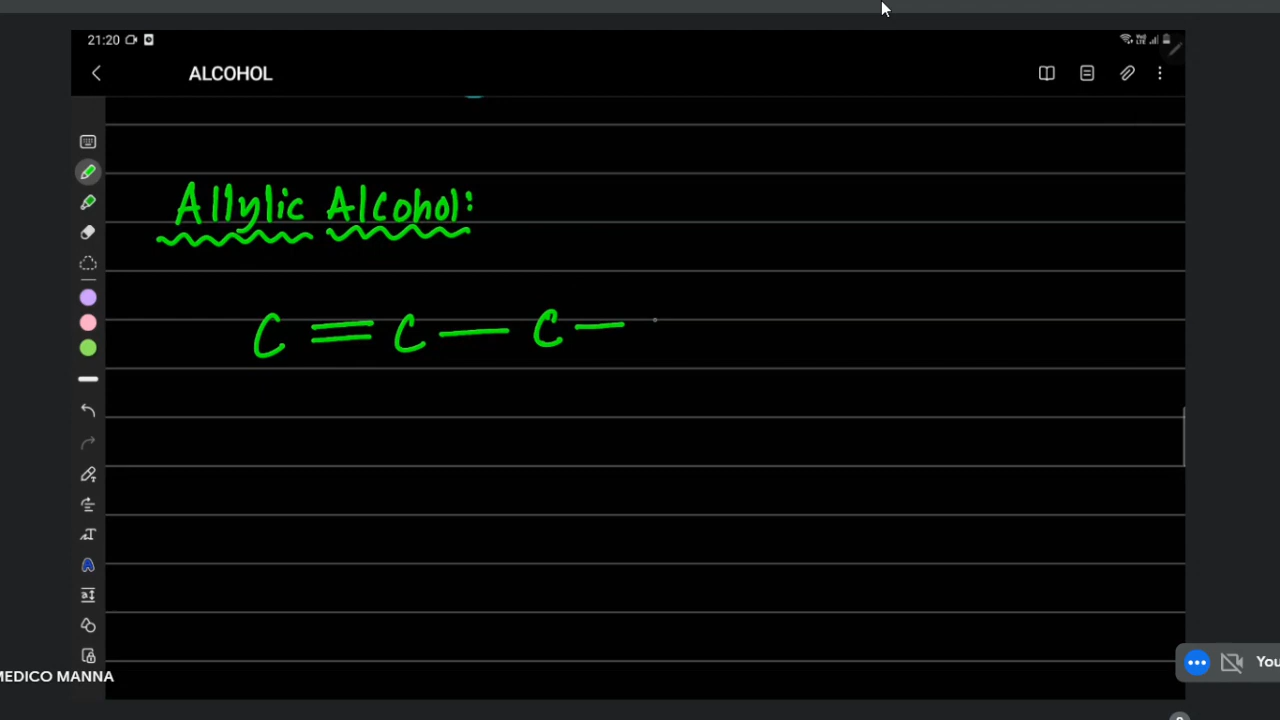 21:20
ALCOHOL
Allylic Alcohol:
C = C — C —
MEDICO MANNA
You